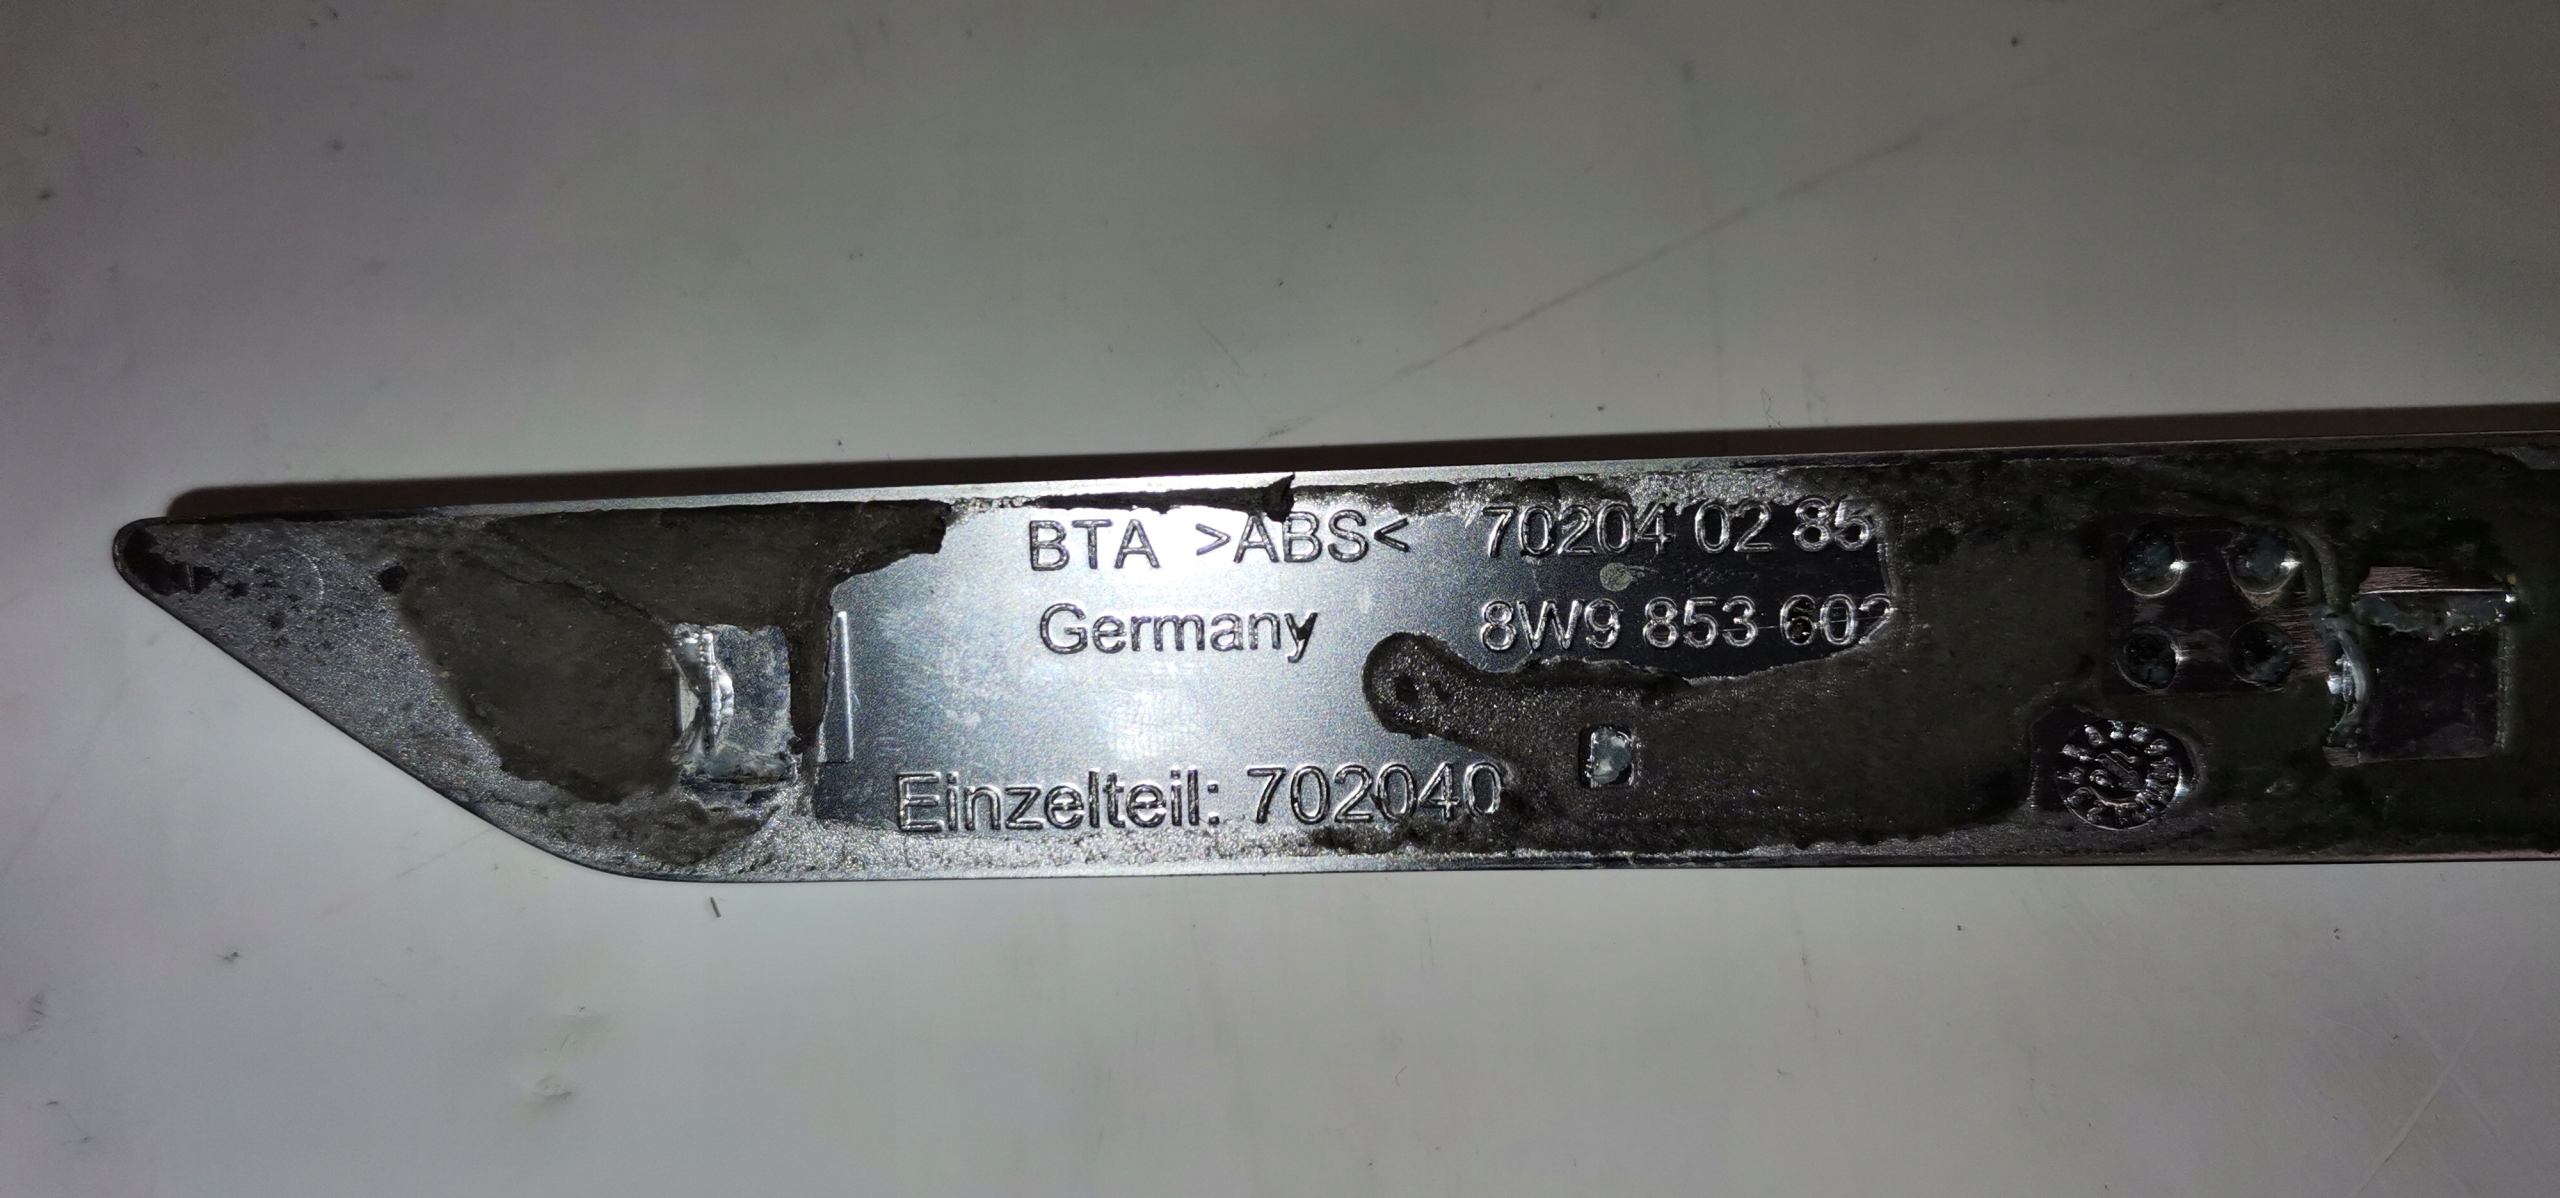 BTA >ABS< 70204 02 85
Germany 8W9 853 602
Einzelteil: 702040